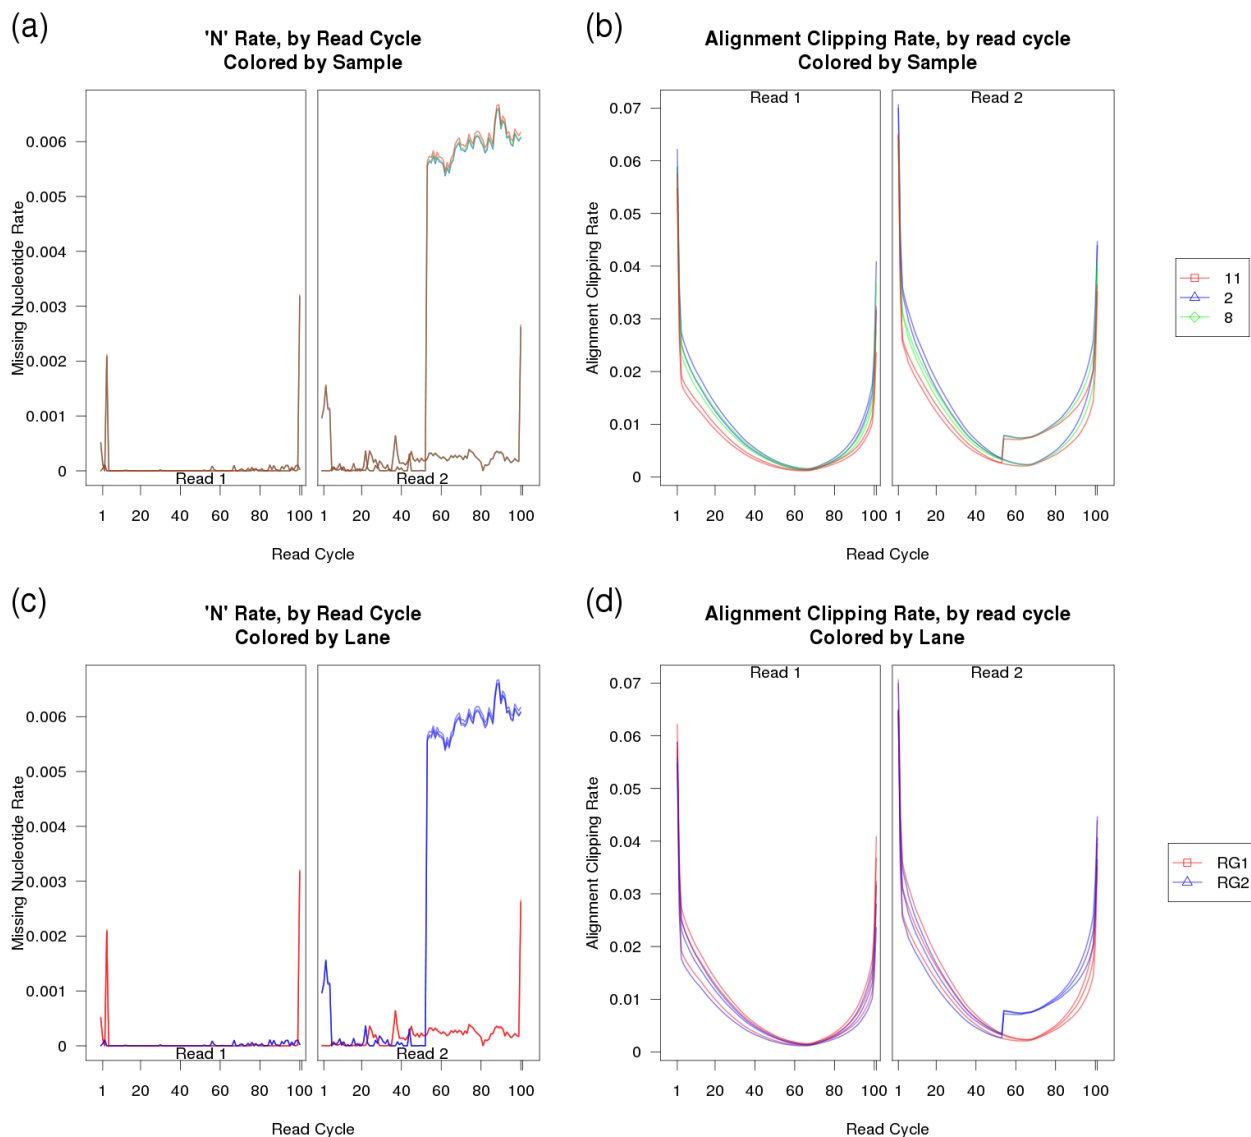 (a)
'N' Rate, by Read Cycle
Colored by Sample
Missing Nucleotide Rate
0.006
0.005
0.004
0.003
0.002
0.001
0
Read 1
Read 2
1 20 40 60 80 100
1 20 40 60 80 100
Read Cycle
(b)
Alignment Clipping Rate, by read cycle
Colored by Sample
Read 1
Read 2
Alignment Clipping Rate
0.07
0.06
0.05
0.04
0.03
0.02
0.01
0
1 20 40 60 80 100
1 20 40 60 80 100
Read Cycle
11
2
8
(c)
'N' Rate, by Read Cycle
Colored by Lane
Missing Nucleotide Rate
0.006
0.005
0.004
0.003
0.002
0.001
0
Read 1
Read 2
1 20 40 60 80 100
1 20 40 60 80 100
Read Cycle
(d)
Alignment Clipping Rate, by read cycle
Colored by Lane
Read 1
Read 2
Alignment Clipping Rate
0.07
0.06
0.05
0.04
0.03
0.02
0.01
0
1 20 40 60 80 100
1 20 40 60 80 100
Read Cycle
RG1
RG2